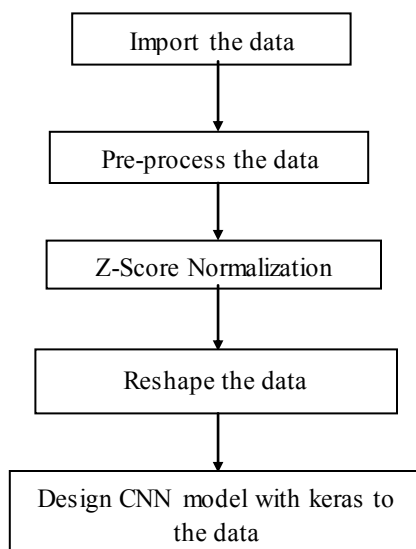 Import the data
Pre-process the data
Z-Score Normalization
Reshape the data
Design CNN model with keras to
the data